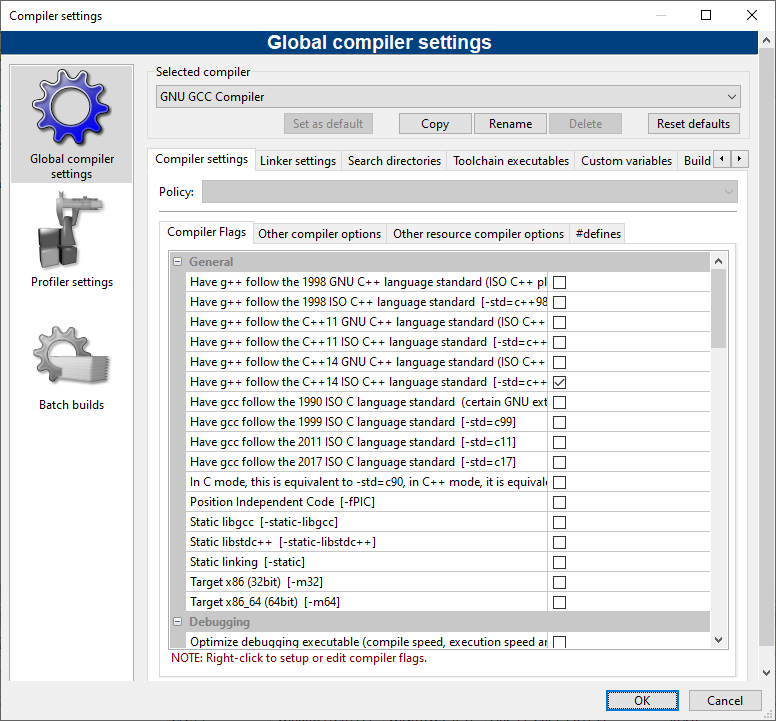 Compiler settings
Global compiler settings
Global compiler
settings
Profiler settings
Batch builds
Selected compiler
GNU GCC Compiler
Set as default Copy Rename Delete Reset defaults
Compiler settings Linker settings Search directories Toolchain executables Custom variables Build
Policy:
Compiler Flags Other compiler options Other resource compiler options #defines
General
Have g++ follow the 1998 GNU C++ language standard (ISO C++ pl
Have g++ follow the 1998 ISO C++ language standard [-std=c++98
Have g++ follow the C++11 GNU C++ language standard (ISO C++
Have g++ follow the C++11 ISO C++ language standard [-std=c++
Have g++ follow the C++14 GNU C++ language standard (ISO C++
Have g++ follow the C++14 ISO C++ language standard [-std=c++
Have gcc follow the 1990 ISO C language standard (certain GNU ext
Have gcc follow the 1999 ISO C language standard [-std=c99]
Have gcc follow the 2011 ISO C language standard [-std=c11]
Have gcc follow the 2017 ISO C language standard [-std=c17]
In C mode, this is equivalent to -std=c90, in C++ mode, it is equivale
Position Independent Code [-fPIC]
Static libgcc [-static-libgcc]
Static libstdc++ [-static-libstdc++]
Static linking [-static]
Target x86 (32bit) [-m32]
Target x86_64 (64bit) [-m64]
Debugging
Optimize debugging executable (compile speed, execution speed an
NOTE: Right-click to setup or edit compiler flags.
OK Cancel